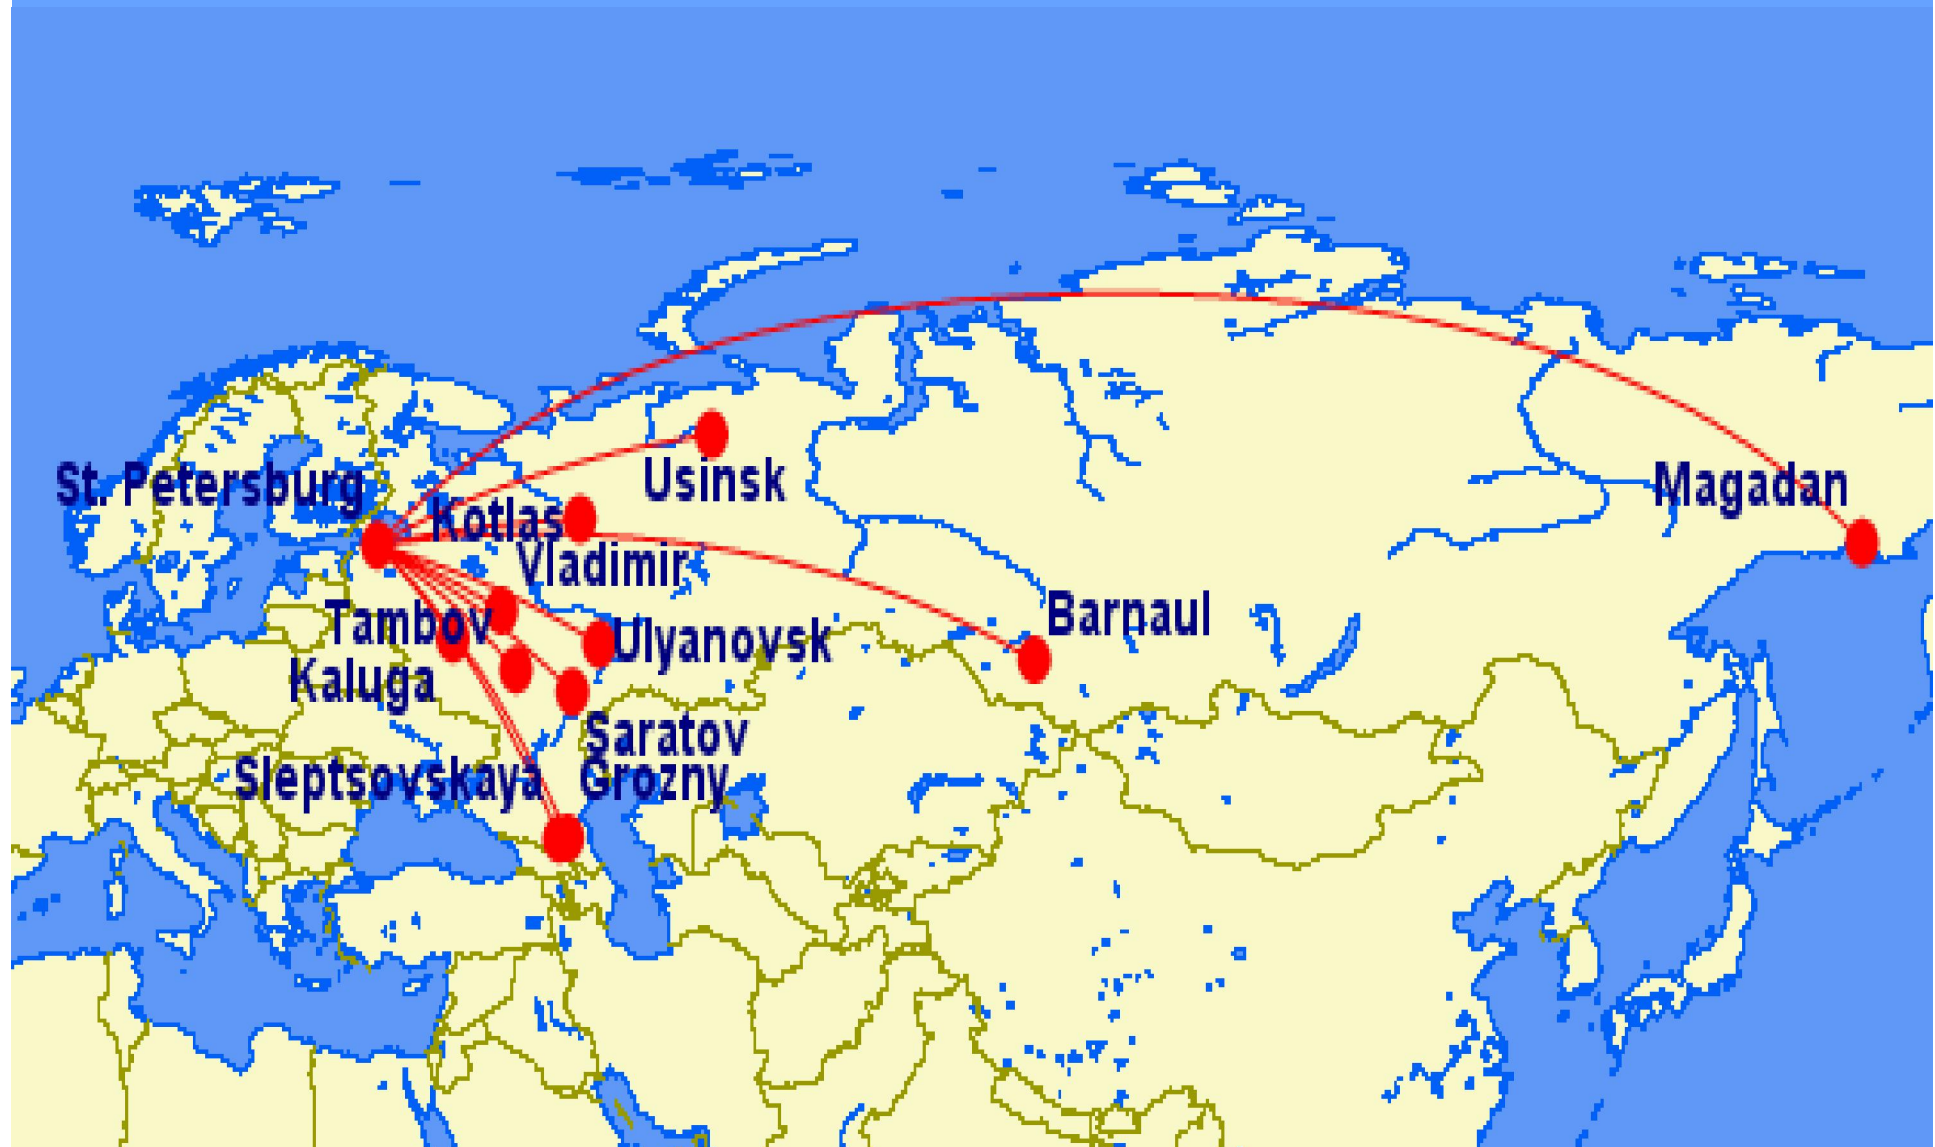 St. Petersburg
Usinsk
Magadan
Kotlas
Vladimir
Barnaul
Tambov
Ulyanovsk
Kaluga
Saratov
Sleptsovskaya
Grozny